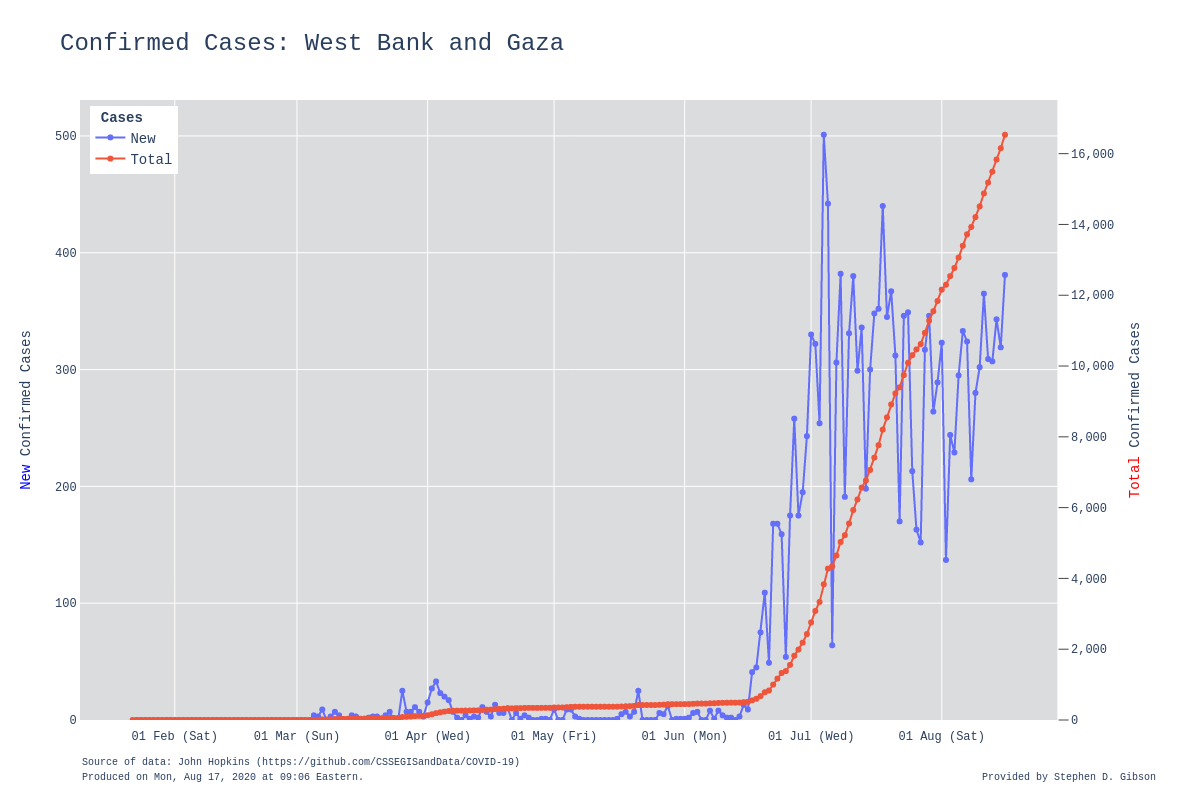 Confirmed Cases: West Bank and Gaza
Cases
New
Total
500
400
300
200
100
0
New Confirmed Cases
16,000
14,000
12,000
10,000
8,000
6,000
4,000
2,000
0
Total Confirmed Cases
01 Feb (Sat) 01 Mar (Sun) 01 Apr (Wed) 01 May (Fri) 01 Jun (Mon) 01 Jul (Wed) 01 Aug (Sat)
Source of data: John Hopkins (https://github.com/CSSEGISandData/COVID-19)
Produced on Mon, Aug 17, 2020 at 09:06 Eastern.
Provided by Stephen D. Gibson